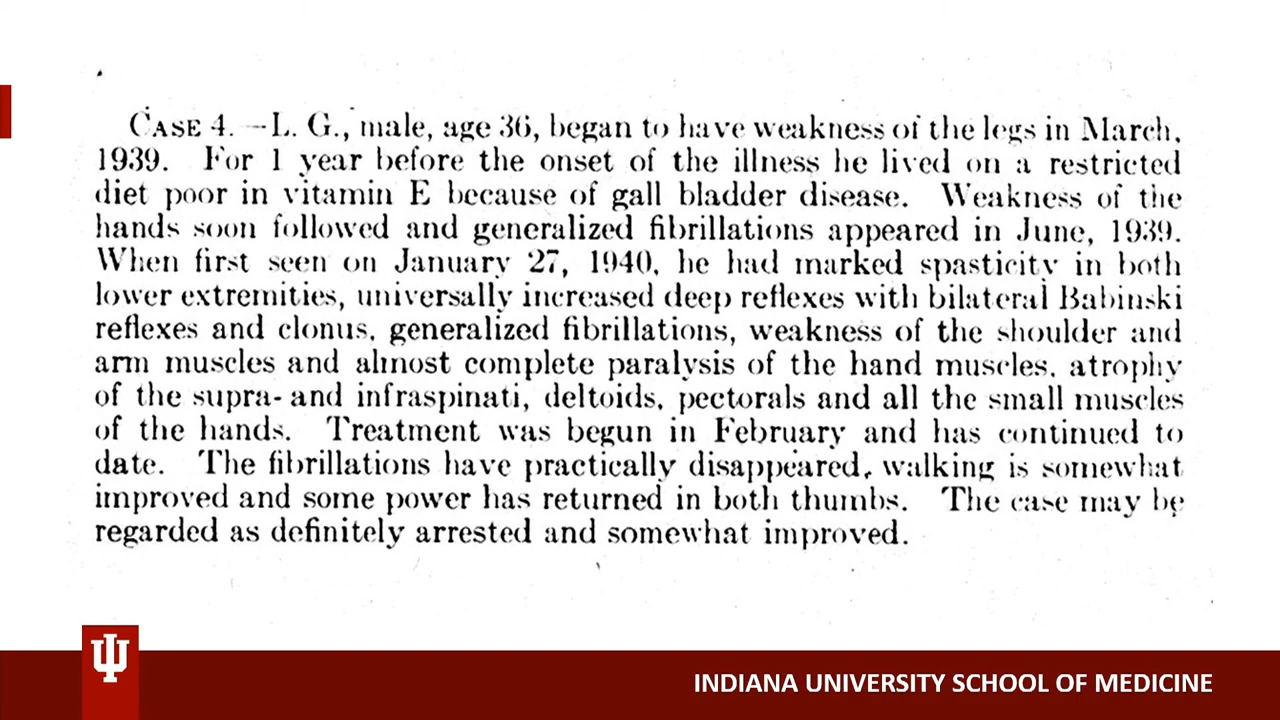 CASE 4. —L. G., male, age 36, began to have weakness of the legs in March,
1939. For 1 year before the onset of the illness he lived on a restricted
diet poor in vitamin E because of gall bladder disease. Weakness of the
hands soon followed and generalized fibrillations appeared in June, 1939.
When first seen on January 27, 1940, he had marked spasticity in both
lower extremities, universally increased deep reflexes with bilateral Babinski
reflexes and clonus, generalized fibrillations, weakness of the shoulder and
arm muscles and almost complete paralysis of the hand muscles, atrophy
of the supra- and infraspinati, deltoids, pectorals and all the small muscles
of the hands. Treatment was begun in February and has continued to
date. The fibrillations have practically disappeared, walking is somewhat
improved and some power has returned in both thumbs. The case may be
regarded as definitely arrested and somewhat improved.
INDIANA UNIVERSITY SCHOOL OF MEDICINE